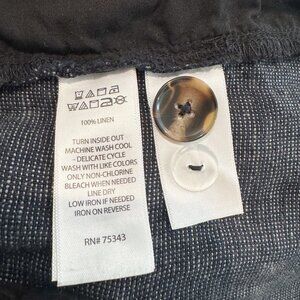 100% LINEN
TURN INSIDE OUT
MACHINE WASH COOL
- DELICATE CYCLE
WASH WITH LIKE COLORS
ONLY NON-CHLORINE
BLEACH WHEN NEEDED
LINE DRY
LOW IRON IF NEEDED
IRON ON REVERSE
RN# 75343